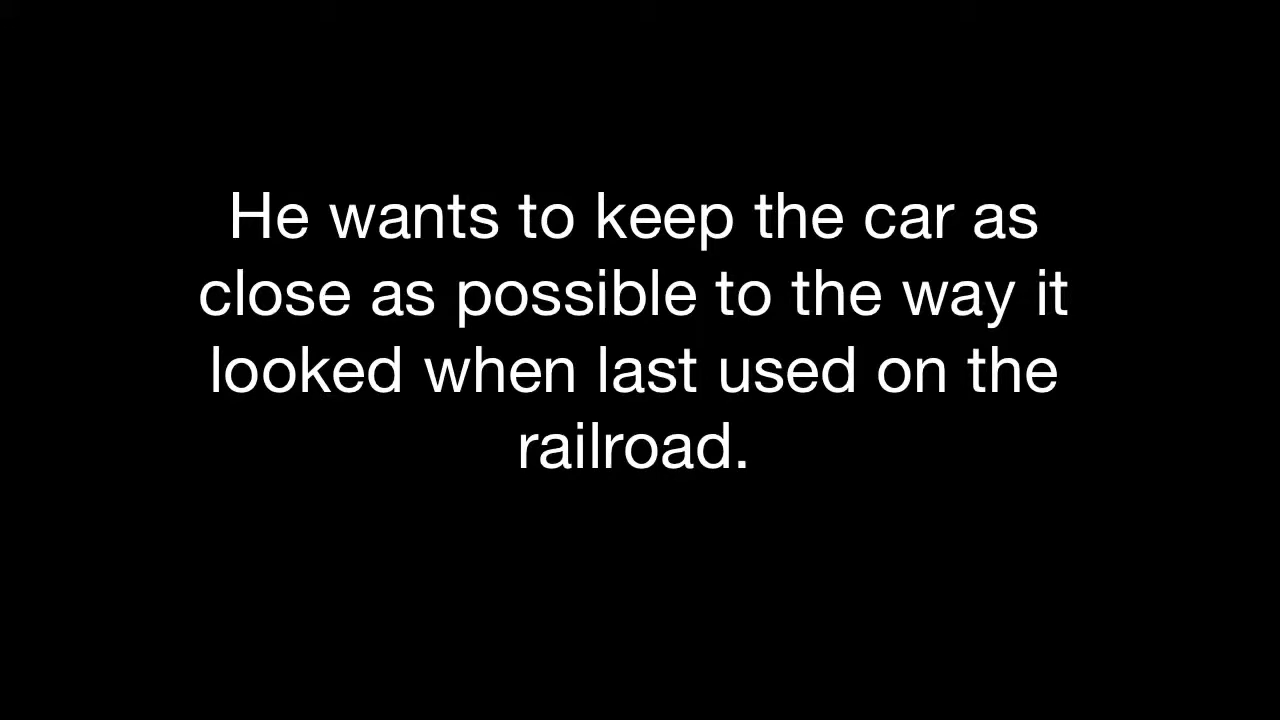 He wants to keep the car as
close as possible to the way it
looked when last used on the
railroad.